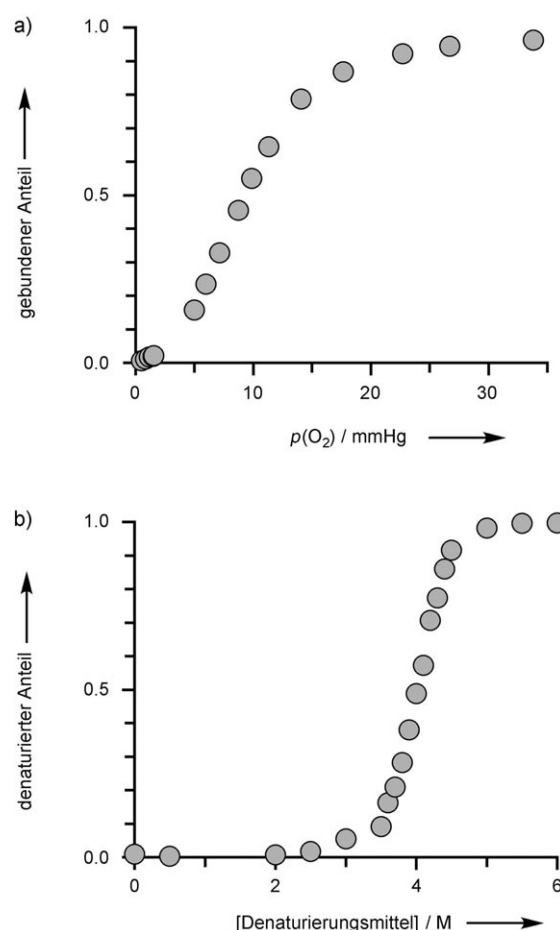 a)
1.0
0.5
0.0
gebundener Anteil
0 10 20 30
p(O₂) / mmHg
b)
1.0
0.5
0.0
denaturierter Anteil
0 2 4 6
[Denaturierungsmittel] / M